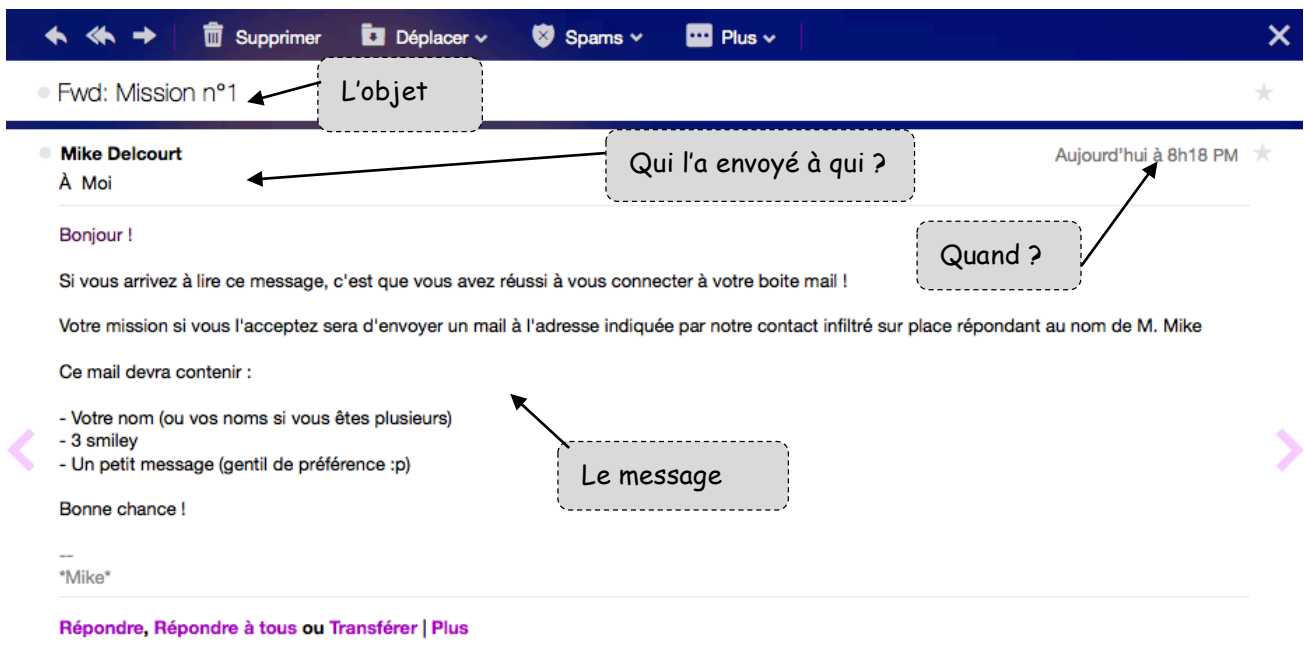 Supprimer Déplacer Spams Plus
Fwd: Mission n°1 L'objet
Mike Delcourt Qui l'a envoyé à qui ? Aujourd'hui à 8h18 PM
À Moi
Bonjour !
Quand ?
Si vous arrivez à lire ce message, c'est que vous avez réussi à vous connecter à votre boite mail !
Votre mission si vous l'acceptez sera d'envoyer un mail à l'adresse indiquée par notre contact infiltré sur place répondant au nom de M. Mike
Ce mail devra contenir :
- Votre nom (ou vos noms si vous êtes plusieurs)
- 3 smiley
- Un petit message (gentil de préférence :p)
Le message
Bonne chance !
--
*Mike*
Répondre, Répondre à tous ou Transférer | Plus